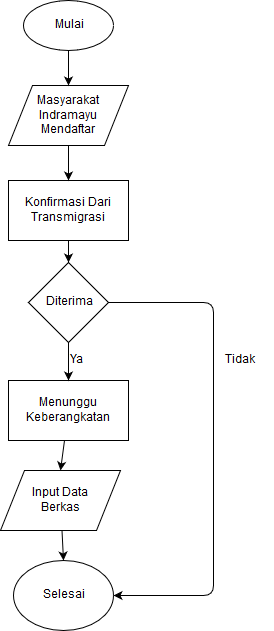 Mulai
Masyarakat
Indramayu
Mendaftar
Konfirmasi Dari
Transmigrasi
Diterima
Ya
Tidak
Menunggu
Keberangkatan
Input Data
Berkas
Selesai